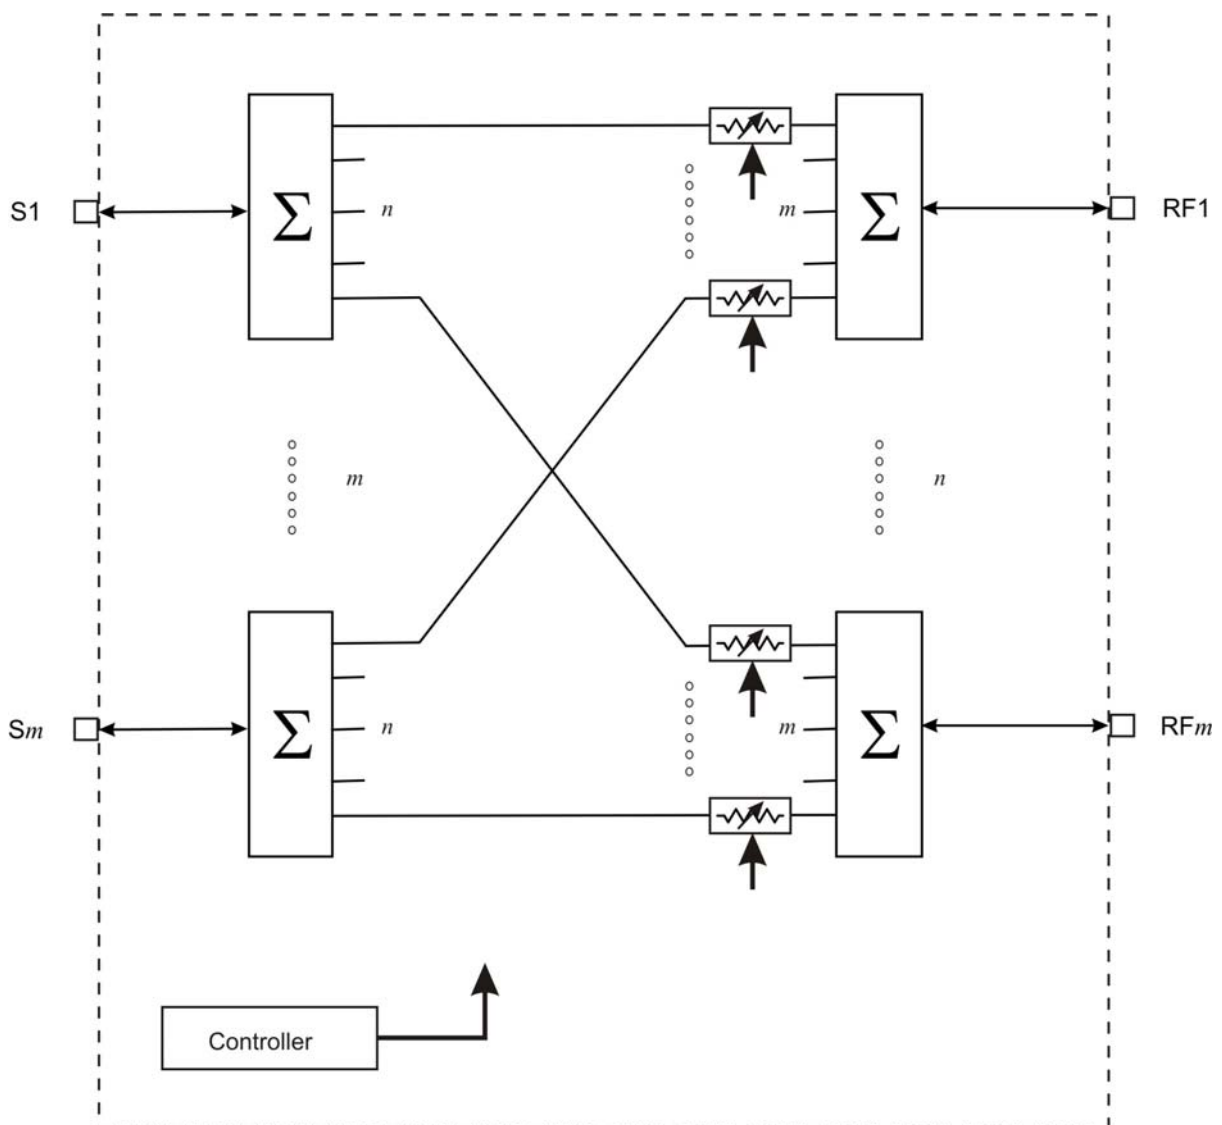 Σ Σ
S1 n m RF1
m n
Σ Σ
Sm n m RFm
Controller